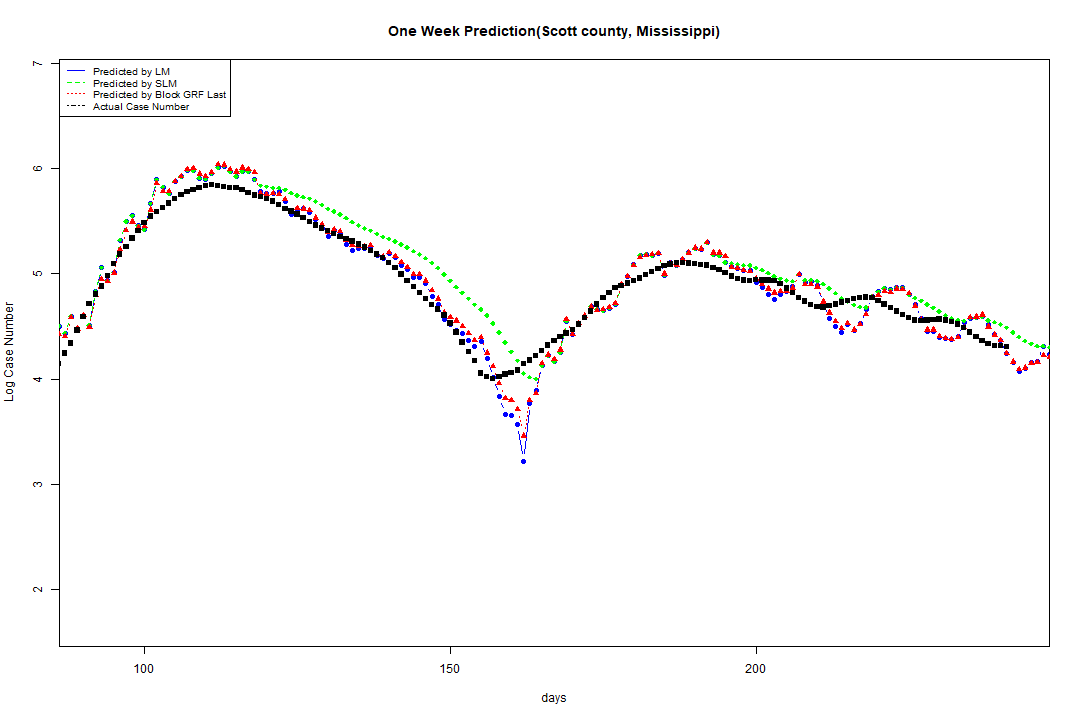 One Week Prediction(Scott county, Mississippi)
Predicted by LM
Predicted by SLM
Predicted by Block GRF Last
Actual Case Number
7
6
5
4
3
2
Log Case Number
100 150 200
days